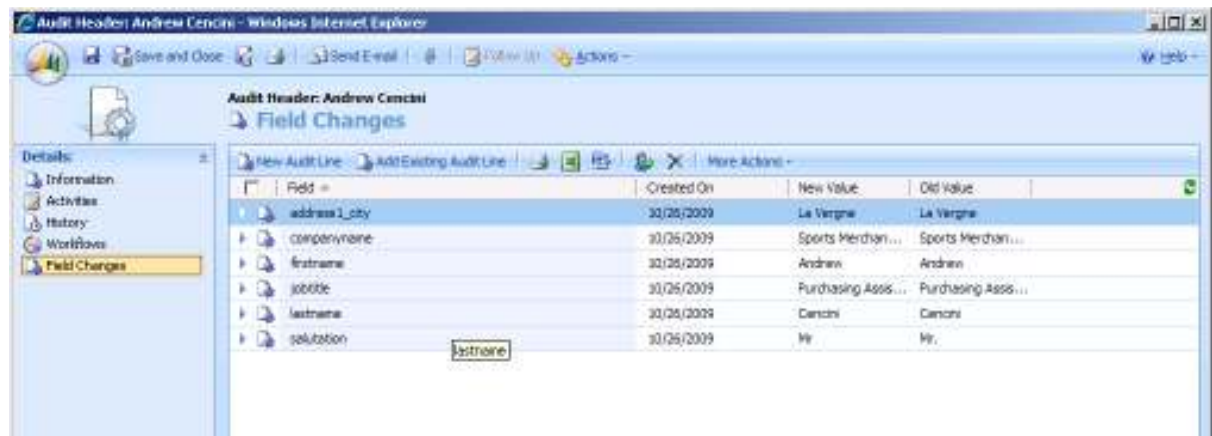 Audit Header: Andrew Cencini - Windows Internet Explorer
Save and Close Send E-mail Follow Up Actions Help
Audit Header: Andrew Cencini
Field Changes
Details:
Information
Activities
History
Workflows
Field Changes
New Audit Line Add Existing Audit Line More Actions
Field Created On New Value Old Value
address1_city 10/26/2009 La Vergne La Vergne
companyname 10/26/2009 Sports Merchan... Sports Merchan...
firstname 10/26/2009 Andrew Andrew
jobtitle 10/26/2009 Purchasing Assis... Purchasing Assis...
lastname 10/26/2009 Cencini Cencini
salutation 10/26/2009 Mr Mr.
lastname